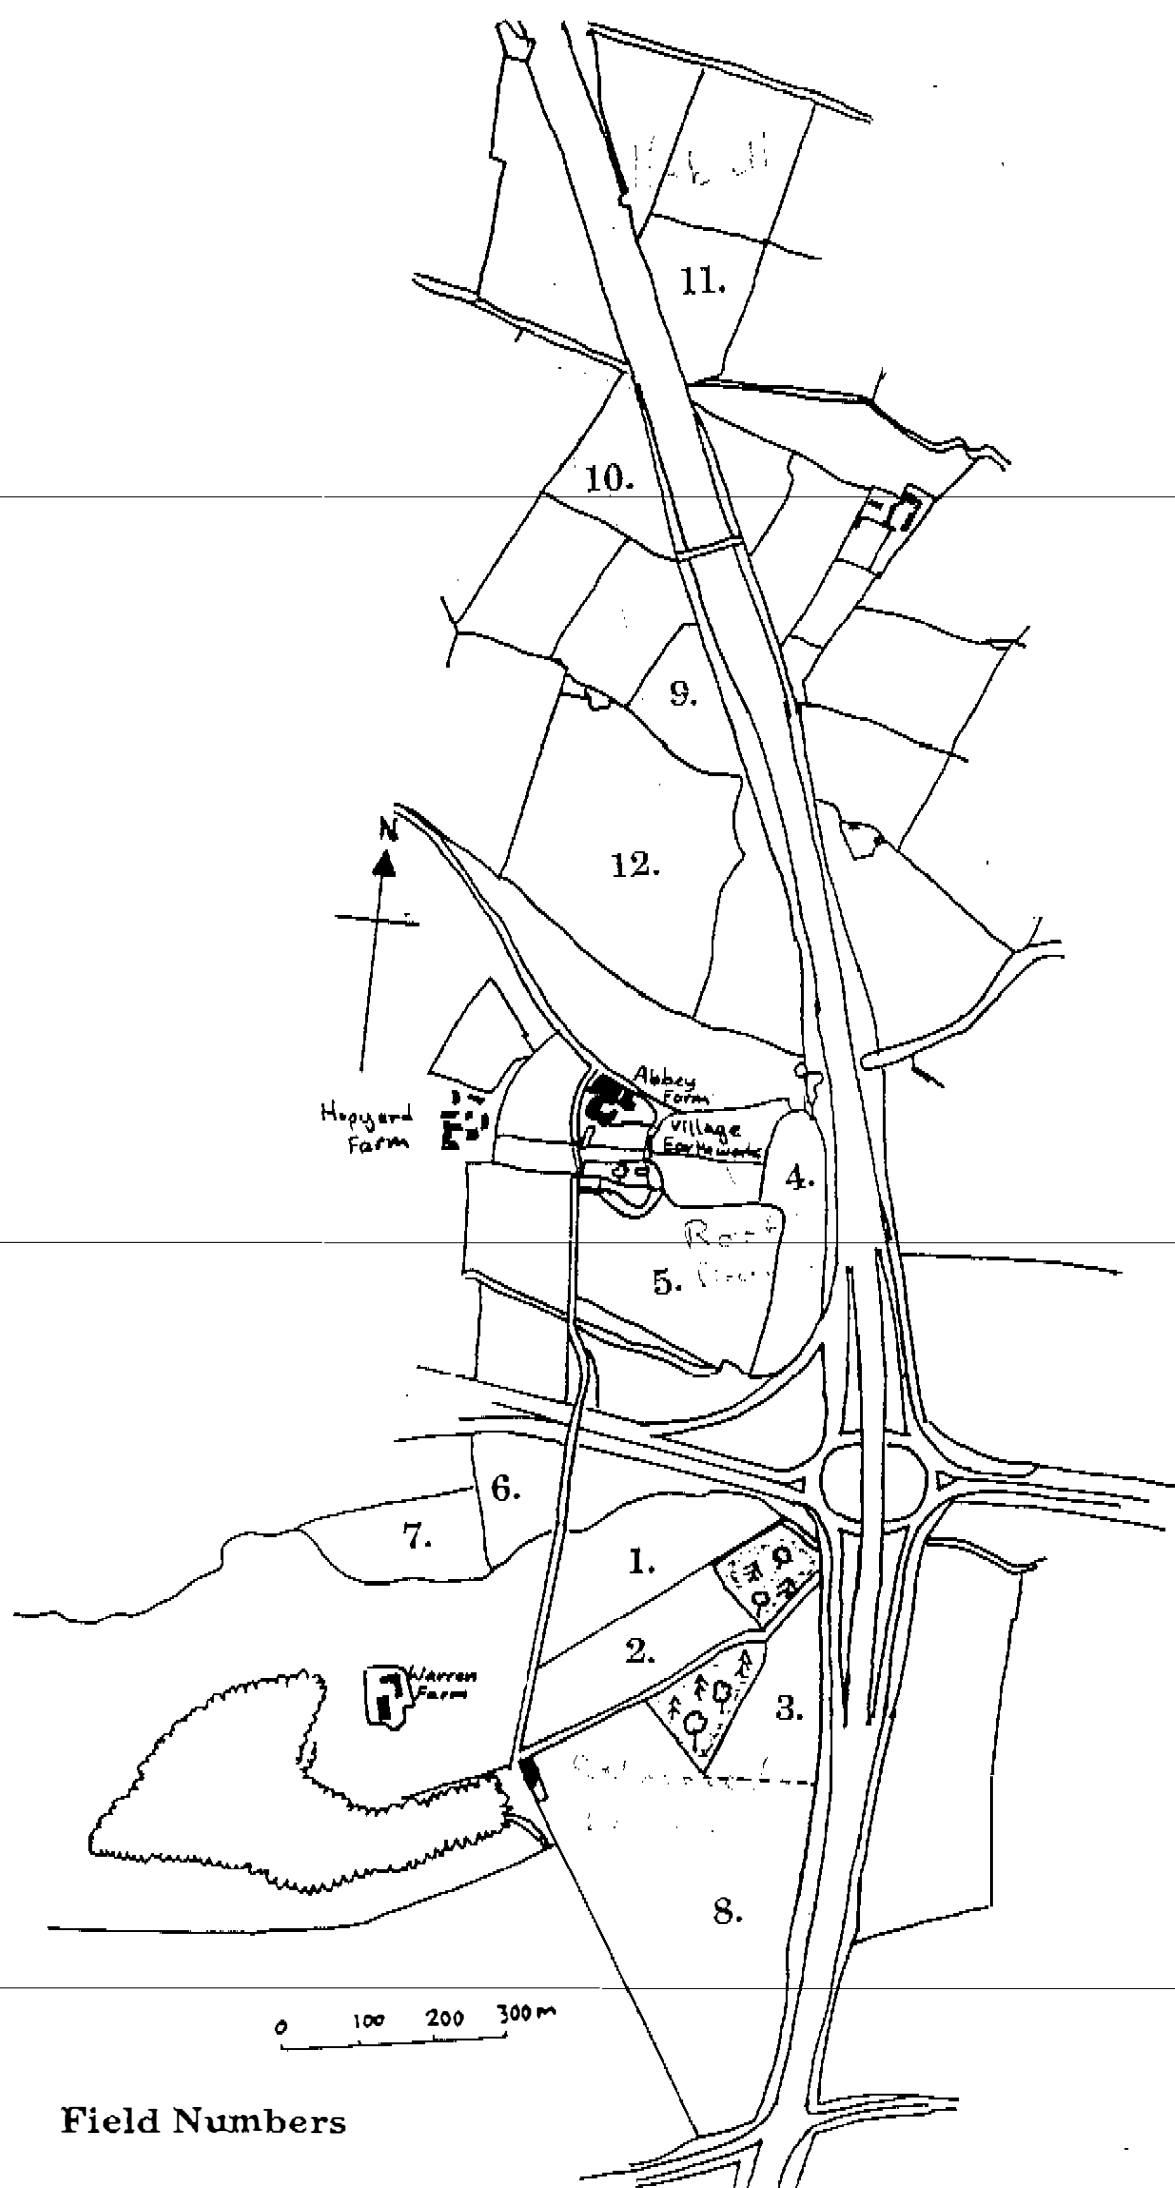 11.
10.
9.
N
12.
Abbey
Farm
Hopyard
Farm
Village
Earthworks
4.
5.
6.
7.
1.
2.
Warren
Farm
3.
8.
0 100 200 300m
Field Numbers